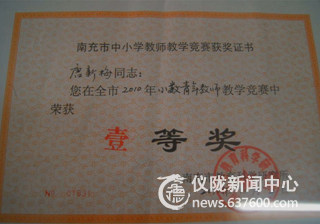 南充市中小学教师教学竞赛获奖证书
唐新梅同志：
您在全市2010年小数青年教师教学竞赛中
荣获
壹等奖
仪陇新闻中心
www.637600.com